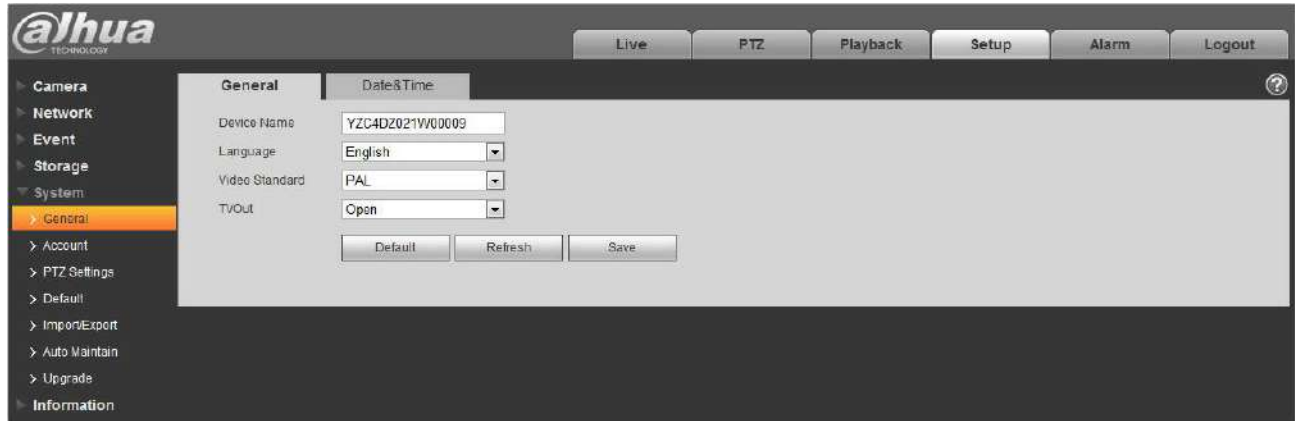 alhua
TECHNOLOGY
Live PTZ Playback Setup Alarm Logout
Camera
Network
Event
Storage
System
General
Account
PTZ Settings
Default
Import/Export
Auto Maintain
Upgrade
Information
General Date&Time
Device Name YZC4DZ021W00009
Language English
Video Standard PAL
TVOut Open
Default Refresh Save